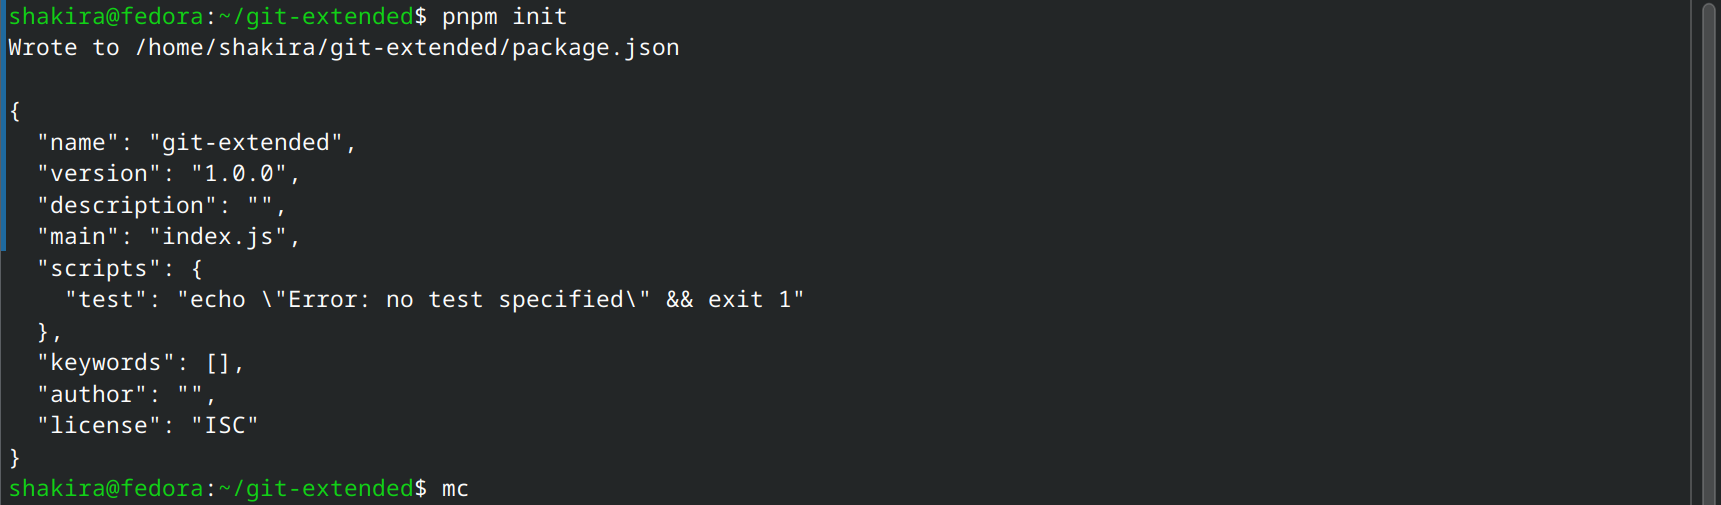 shakira@fedora:~/git-extended$ pnpm init
Wrote to /home/shakira/git-extended/package.json

{
  "name": "git-extended",
  "version": "1.0.0",
  "description": "",
  "main": "index.js",
  "scripts": {
    "test": "echo \"Error: no test specified\" && exit 1"
  },
  "keywords": [],
  "author": "",
  "license": "ISC"
}
shakira@fedora:~/git-extended$ mc